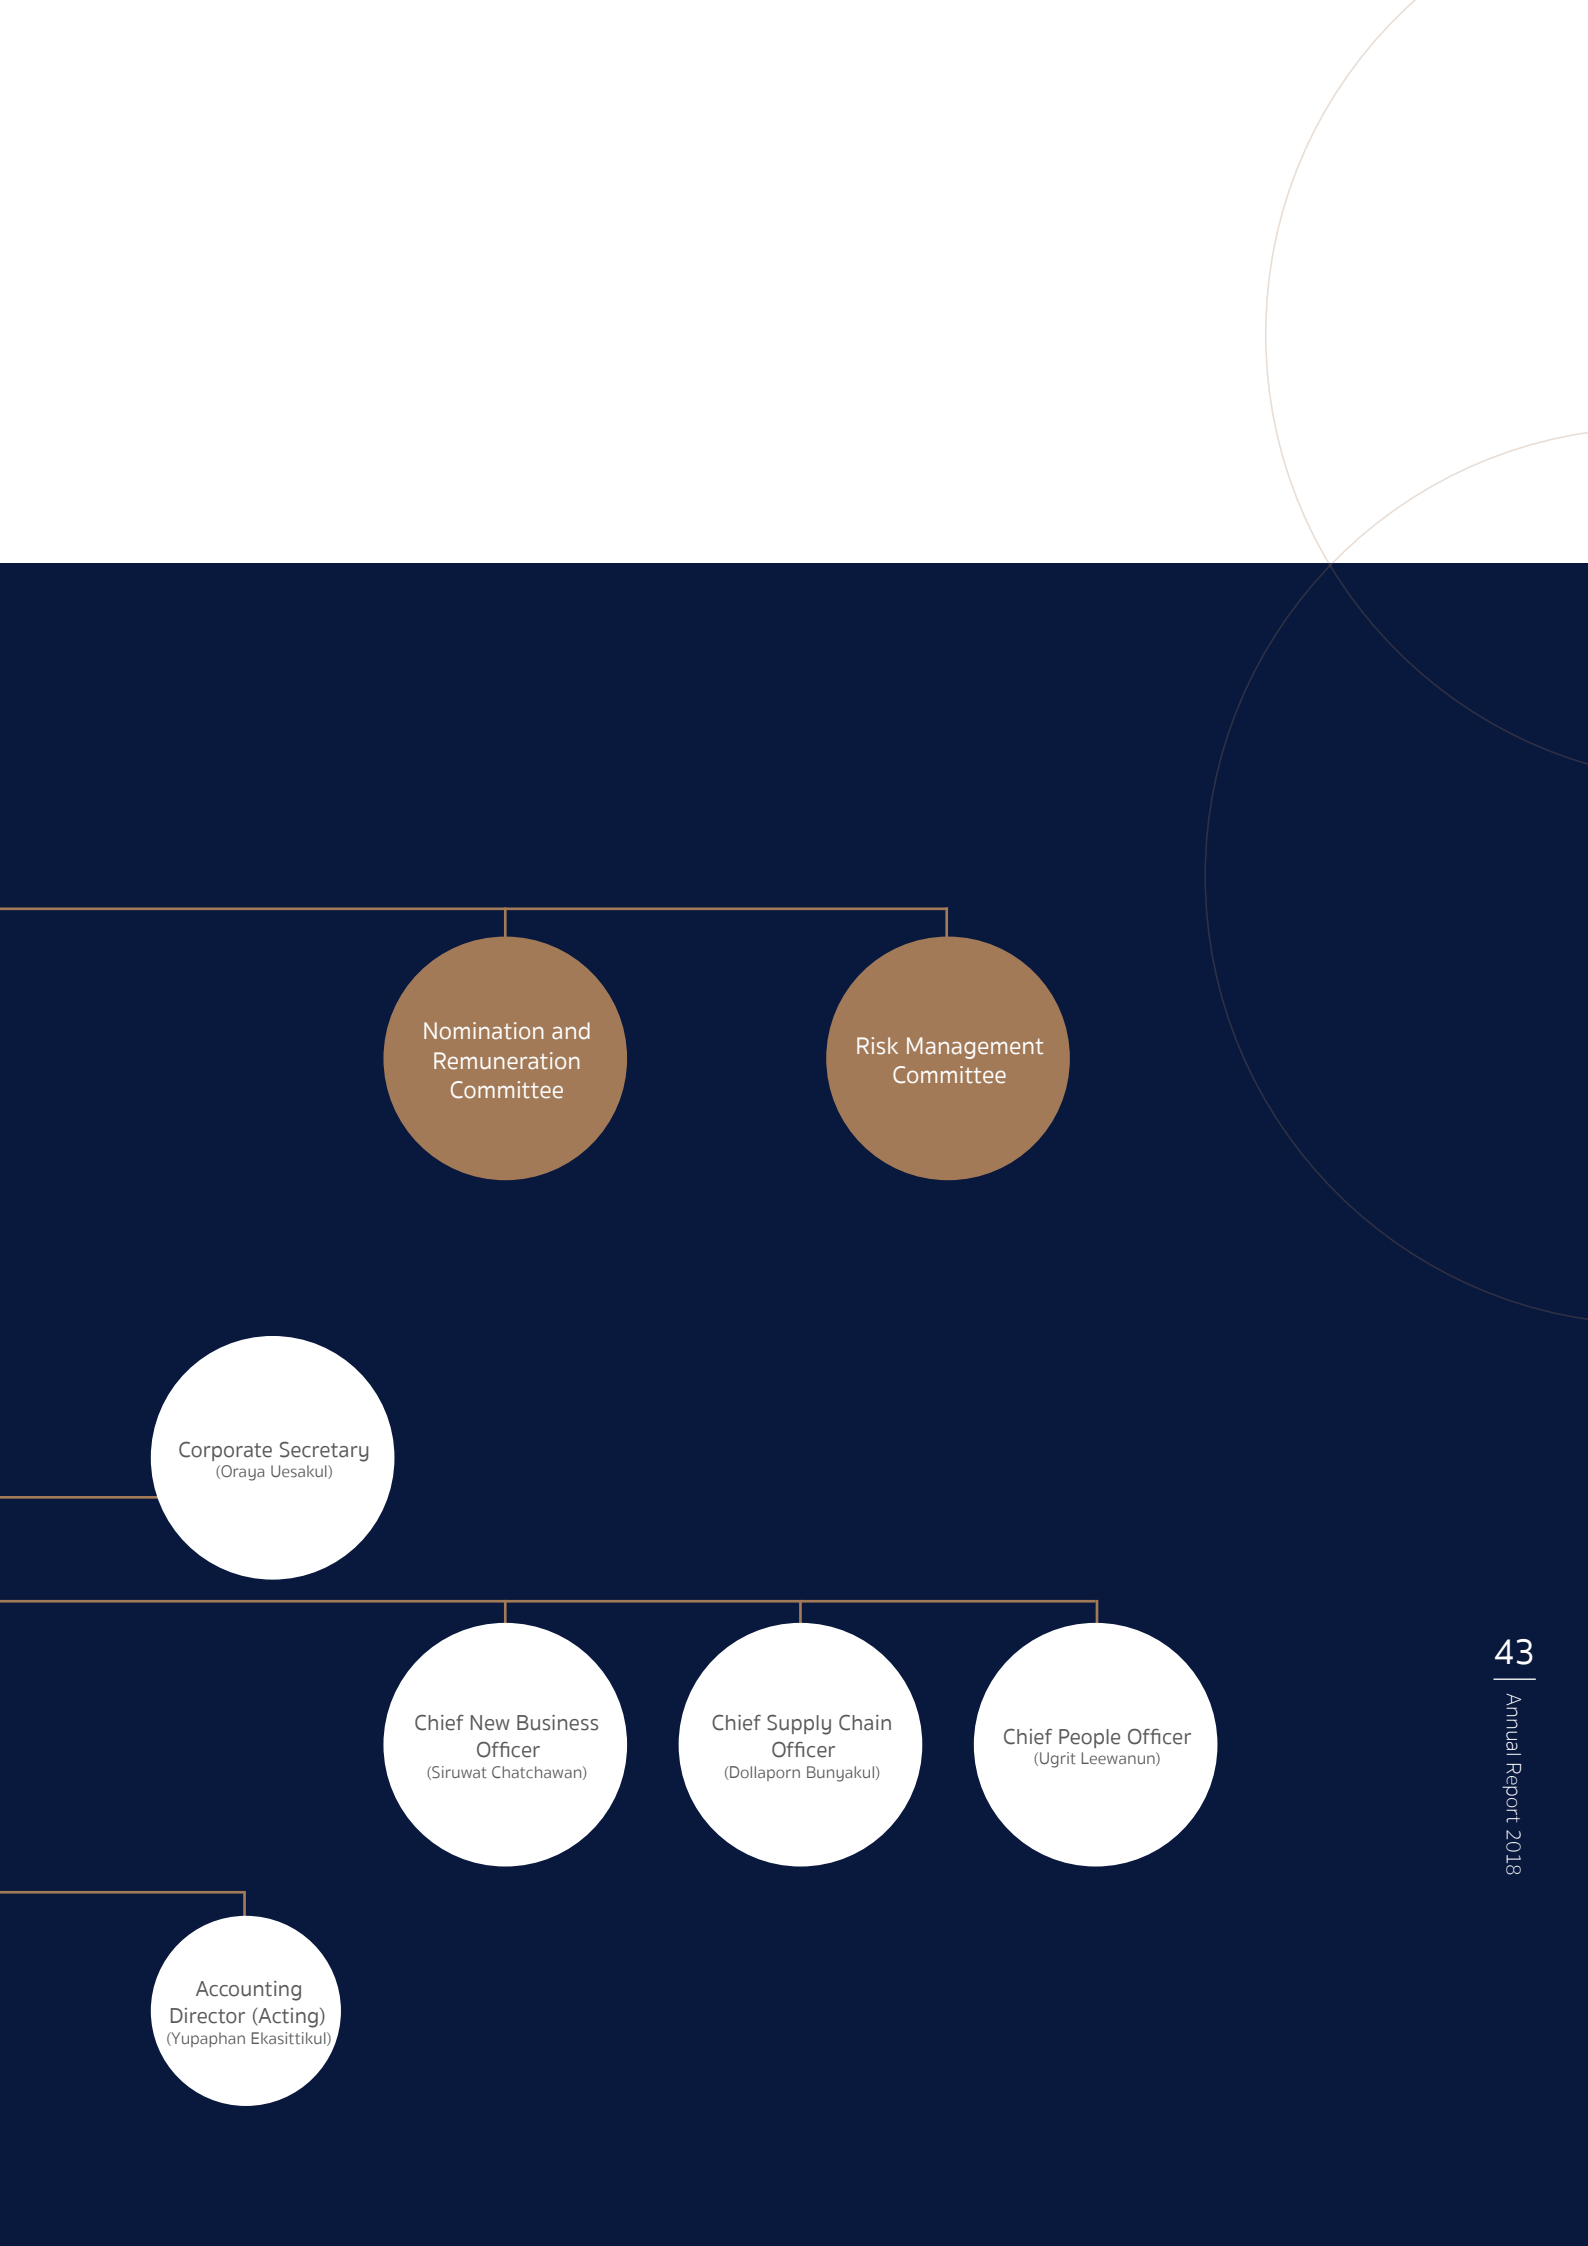 Nomination and
Remuneration
Committee
Risk Management
Committee
Corporate Secretary
(Oraya Uesakul)
Chief New Business
Officer
(Siruwat Chatchawan)
Chief Supply Chain
Officer
(Dollaporn Bunyakul)
Chief People Officer
(Ugrit Leewanun)
43
Annual Report 2018
Accounting
Director (Acting)
(Yupaphan Ekasittikul)